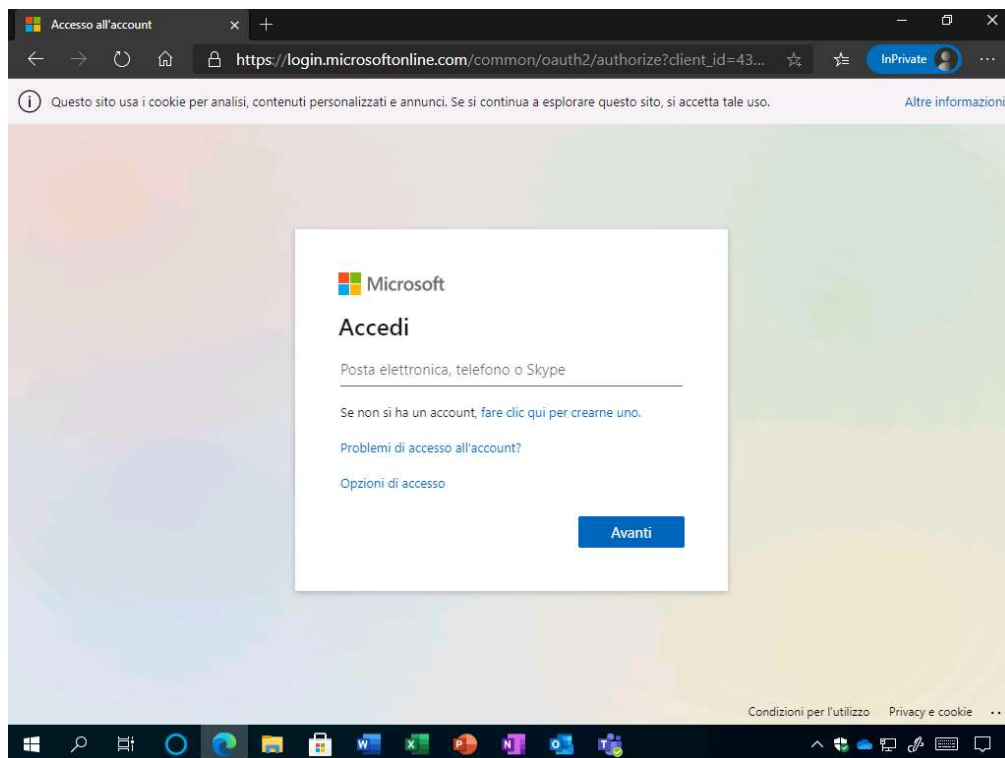 Accesso all'account
https://login.microsoftonline.com/common/oauth2/authorize?client_id=43...
InPrivate
Questo sito usa i cookie per analisi, contenuti personalizzati e annunci. Se si continua a esplorare questo sito, si accetta tale uso.
Altre informazioni
Microsoft
Accedi
Posta elettronica, telefono o Skype
Se non si ha un account, fare clic qui per crearne uno.
Problemi di accesso all'account?
Opzioni di accesso
Avanti
Condizioni per l'utilizzo Privacy e cookie